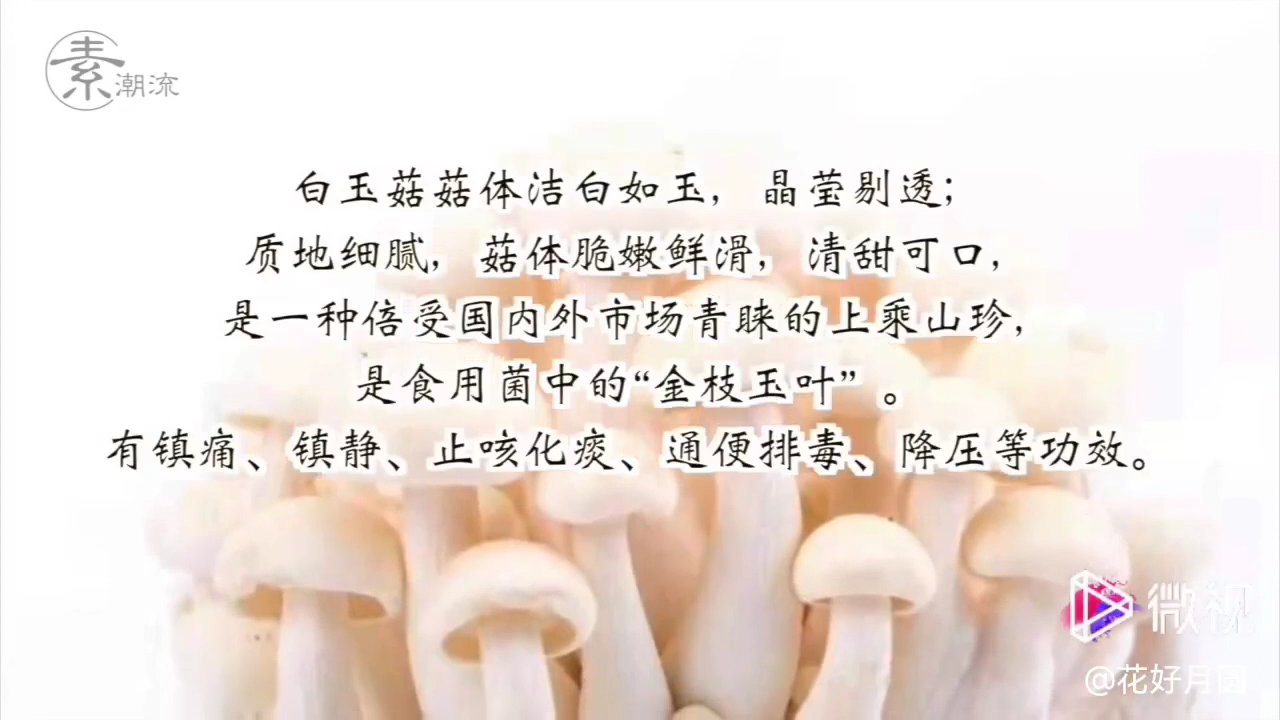 素潮流
白玉菇菇体洁白如玉，晶莹剔透；
质地细腻，菇体脆嫩鲜滑，清甜可口，
是一种倍受国内外市场青睐的上乘山珍，
是食用菌中的“金枝玉叶”。
有镇痛、镇静、止咳化痰、通便排毒、降压等功效。
微视
@花好月圆